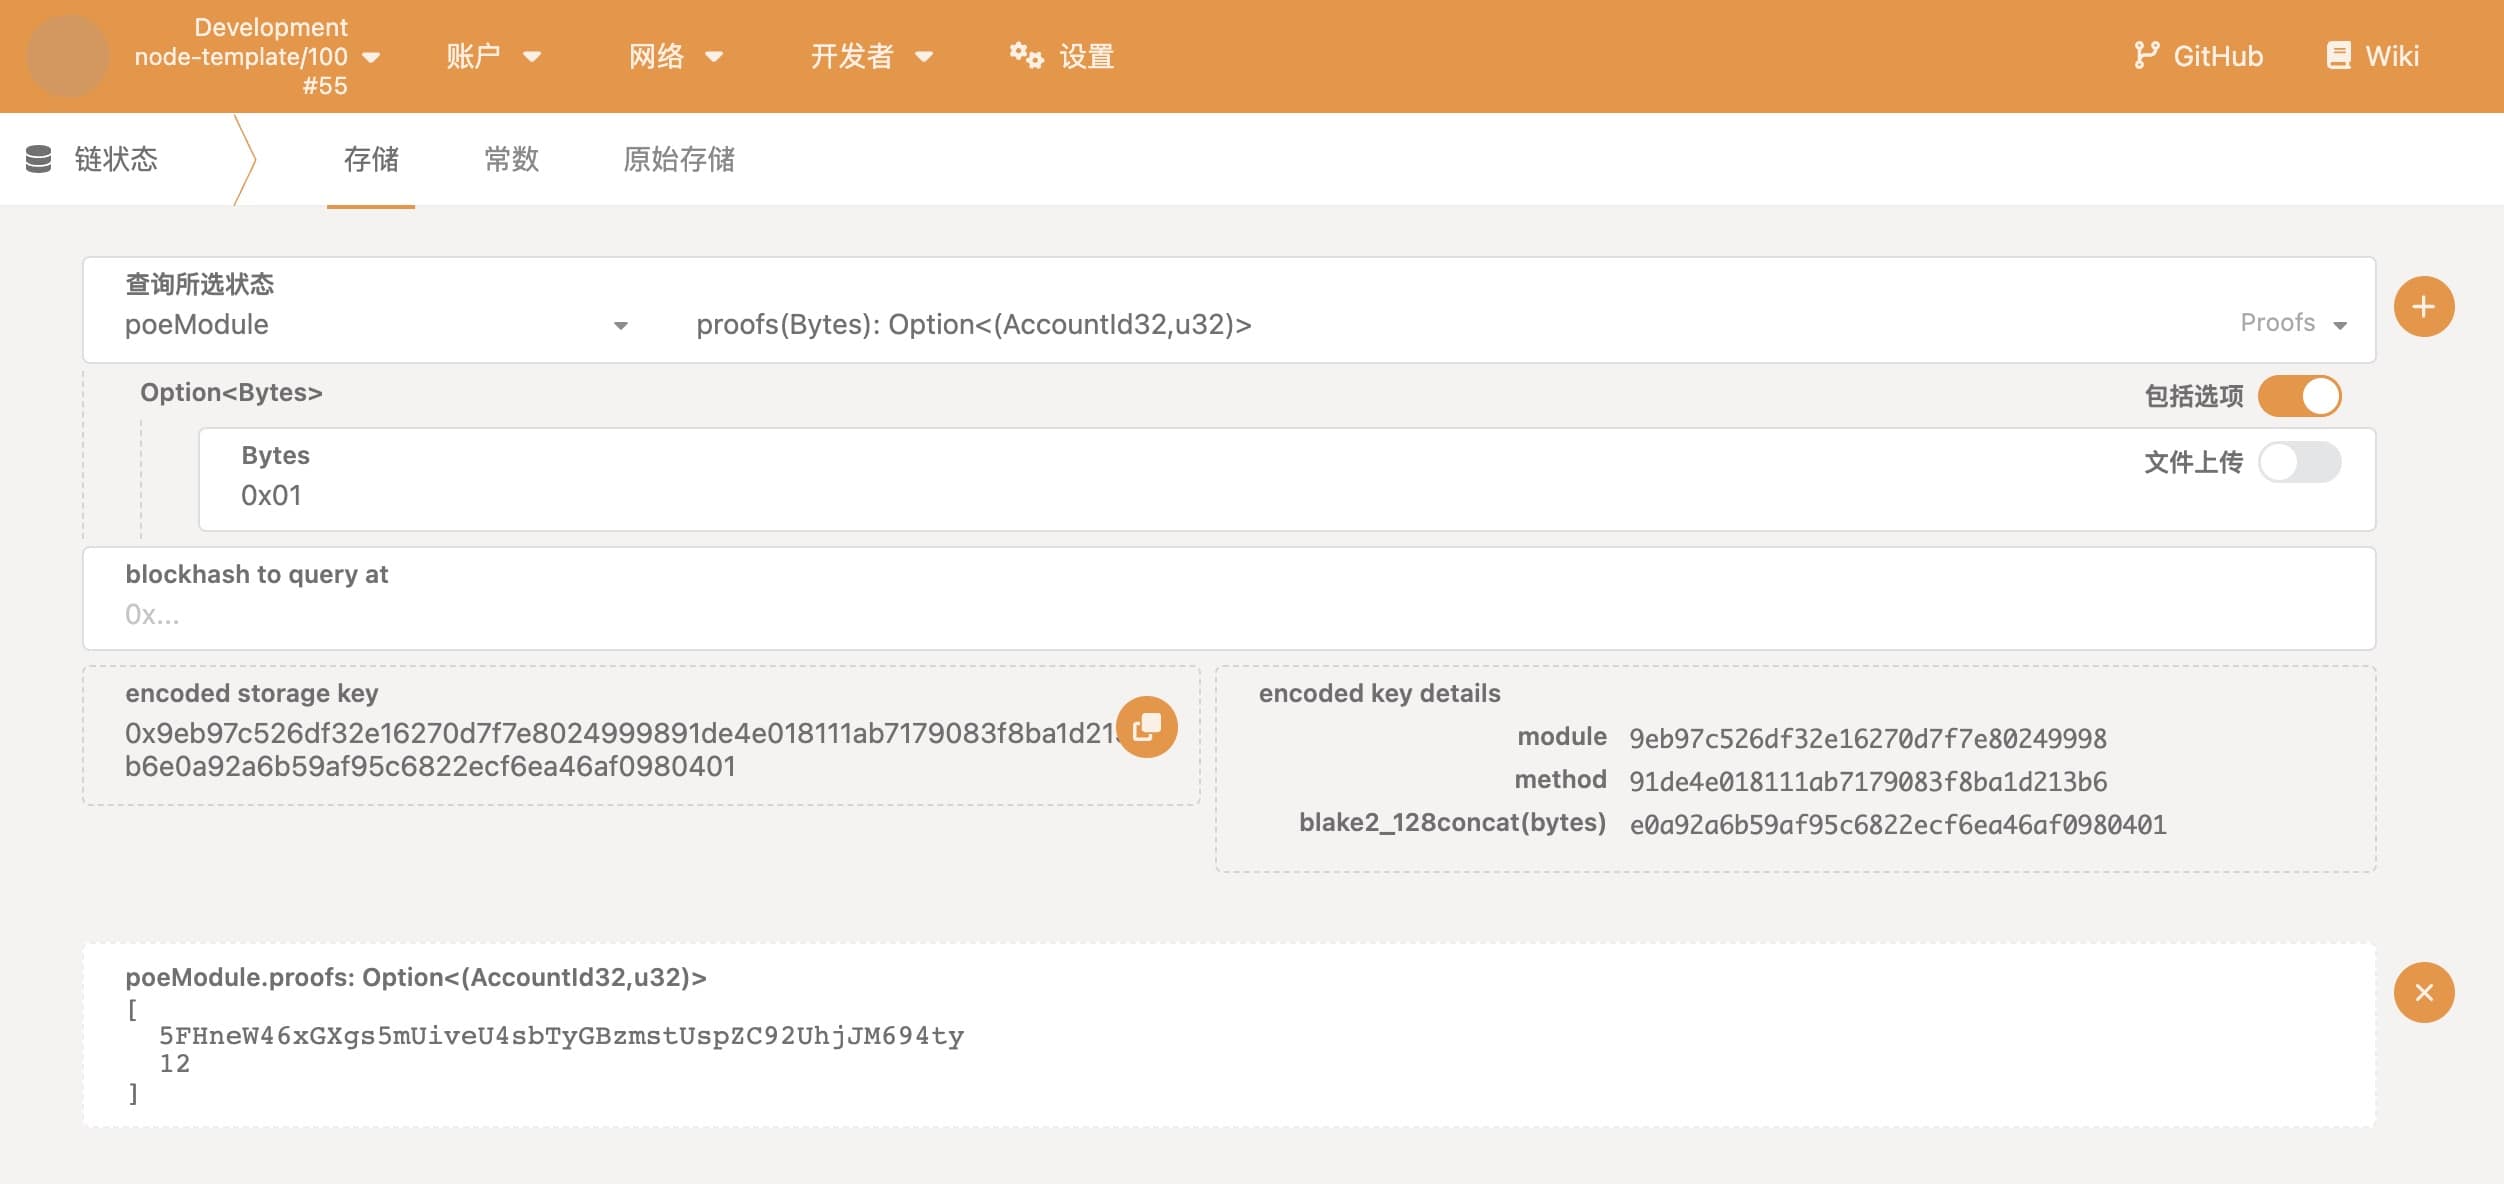 Development
node-template/100
#55
账户
网络
开发者
设置
GitHub
Wiki
链状态
存储
常数
原始存储
查询所选状态
poeModule
proofs(Bytes): Option<(AccountId32,u32)>
Proofs
Option<Bytes>
包括选项
Bytes
0x01
文件上传
blockhash to query at
0x...
encoded storage key
0x9eb97c526df32e16270d7f7e8024999891de4e018111ab7179083f8ba1d213
b6e0a92a6b59af95c6822ecf6ea46af0980401
encoded key details
module 9eb97c526df32e16270d7f7e80249998
method 91de4e018111ab7179083f8ba1d213b6
blake2_128concat(bytes) e0a92a6b59af95c6822ecf6ea46af0980401
poeModule.proofs: Option<(AccountId32,u32)>
[
5FHneW46xGXgs5mUiveU4sbTyGBzmstUspZC92UhjJM694ty
12
]